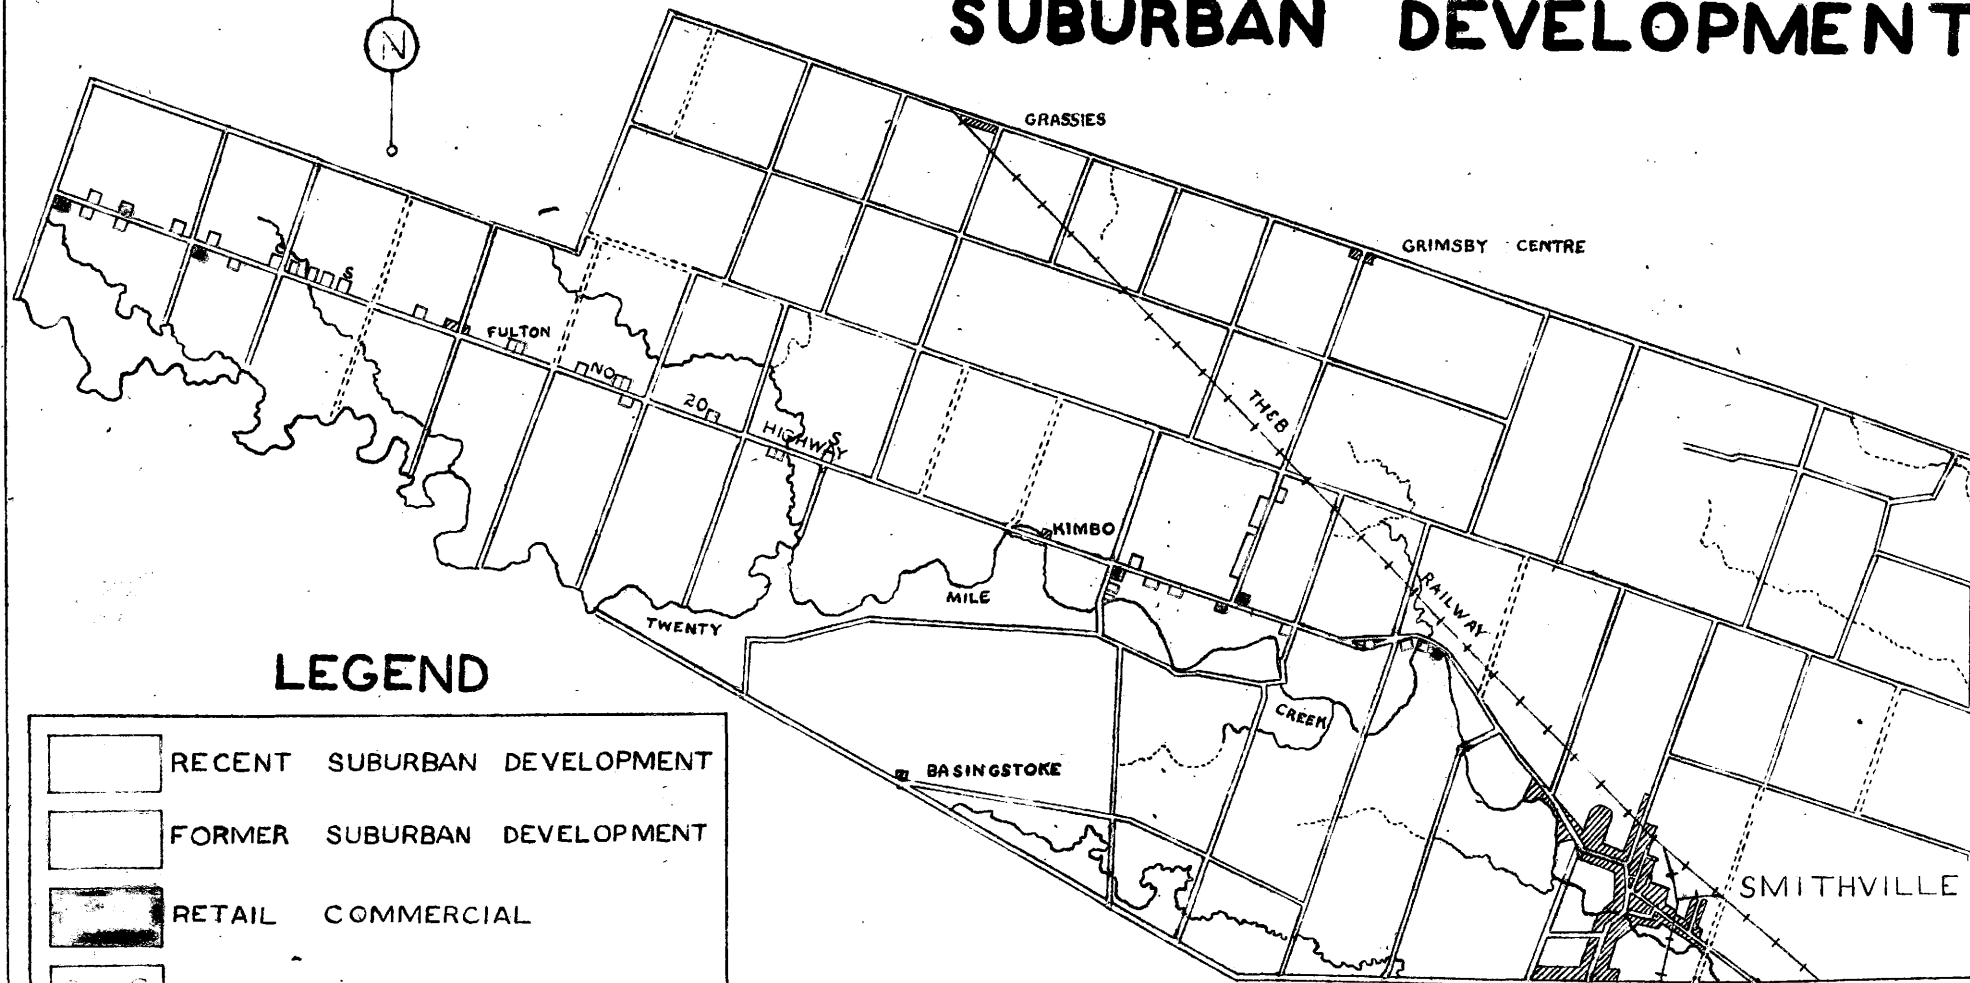 SUBURBAN DEVELOPMENT
N
GRASSIES
GRIMSBY CENTRE
S
S
FULTON
NO
20
HIGHWAY
S
TH&B
RAILWAY
KIMBO
TWENTY
MILE
CREEK
BASINGSTOKE
SMITHVILLE
LEGEND
RECENT SUBURBAN DEVELOPMENT
FORMER SUBURBAN DEVELOPMENT
RETAIL COMMERCIAL